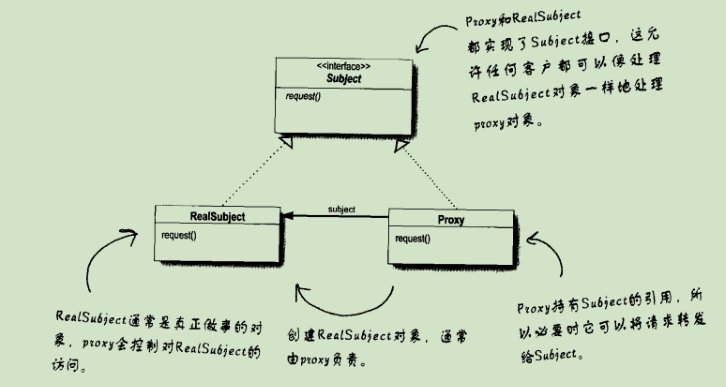 Proxy和RealSubject
都实现了Subject接口，这允
许任何客户都可以像处理
RealSubject对象一样地处理
proxy对象。
<<interface>>
Subject
request()
RealSubject
request()
subject
Proxy
request()
RealSubject通常是真正做事的对
象，proxy会控制对RealSubject的
访问。
创建RealSubject对象，通常
由proxy负责。
Proxy持有Subject的引用，所
以必要时它可以将请求转发
给Subject。